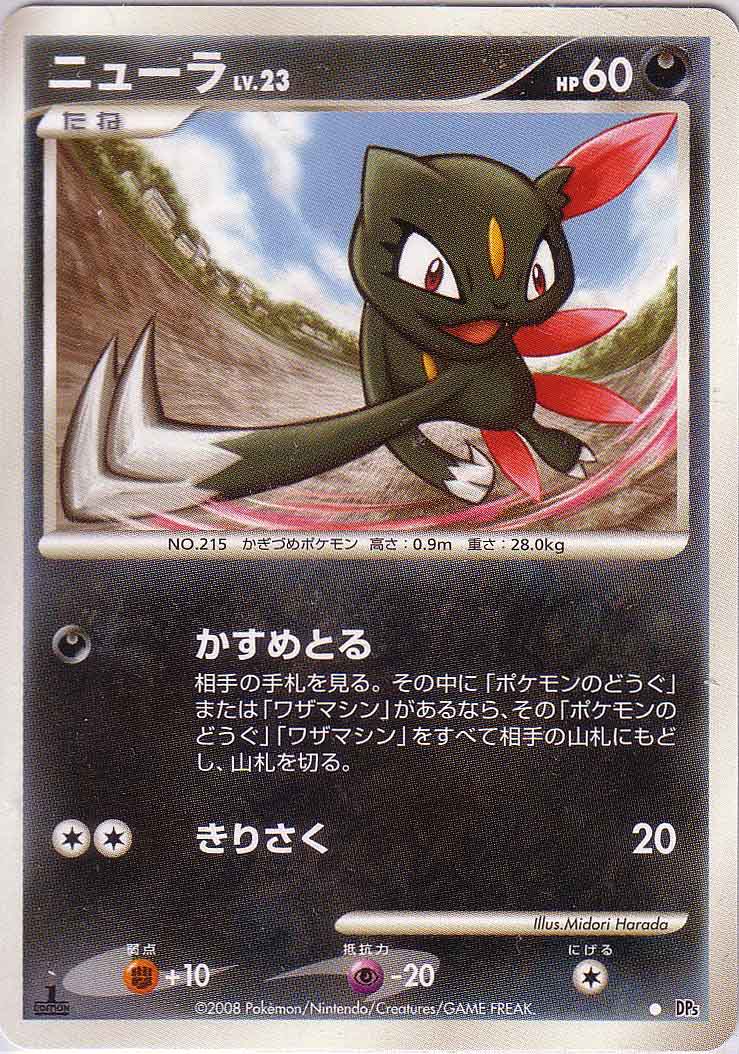 ニューラ LV.23 HP60
たね
NO.215 かぎづめポケモン 高さ:0.9m 重さ:28.0kg
かすめとる
相手の手札を見る。その中に「ポケモンのどうぐ」
または「ワザマシン」があるなら、その「ポケモンの
どうぐ」「ワザマシン」をすべて相手の山札にもど
し、山札を切る。
きりさく 20
Illus.Midori Harada
弱点 抵抗力 にげる
+10 -20
1 EDITION
©2008 Pokémon/Nintendo/Creatures/GAME FREAK.
DP5